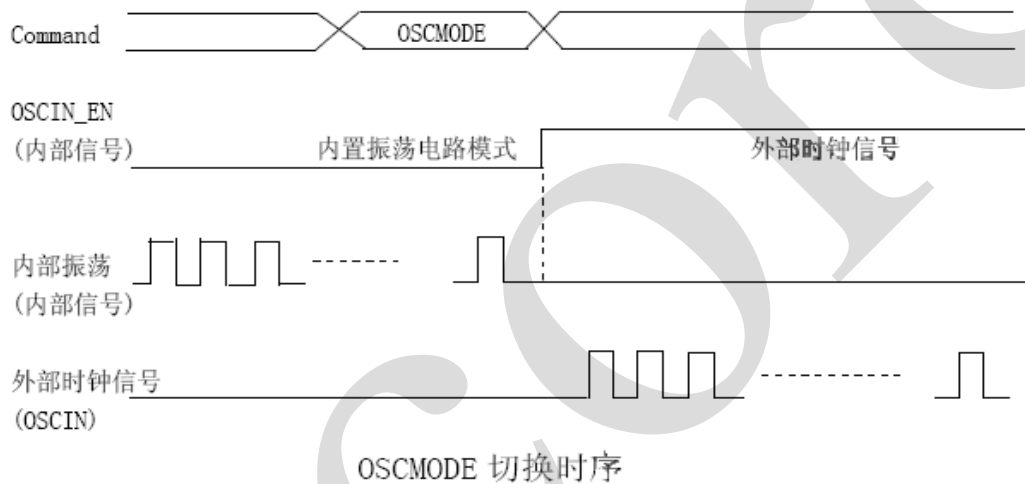 Command
OSCMODE
OSCIN_EN
(内部信号)
内置振荡电路模式
外部时钟信号
内部振荡
(内部信号)
外部时钟信号
(OSCIN)
OSCMODE 切换时序